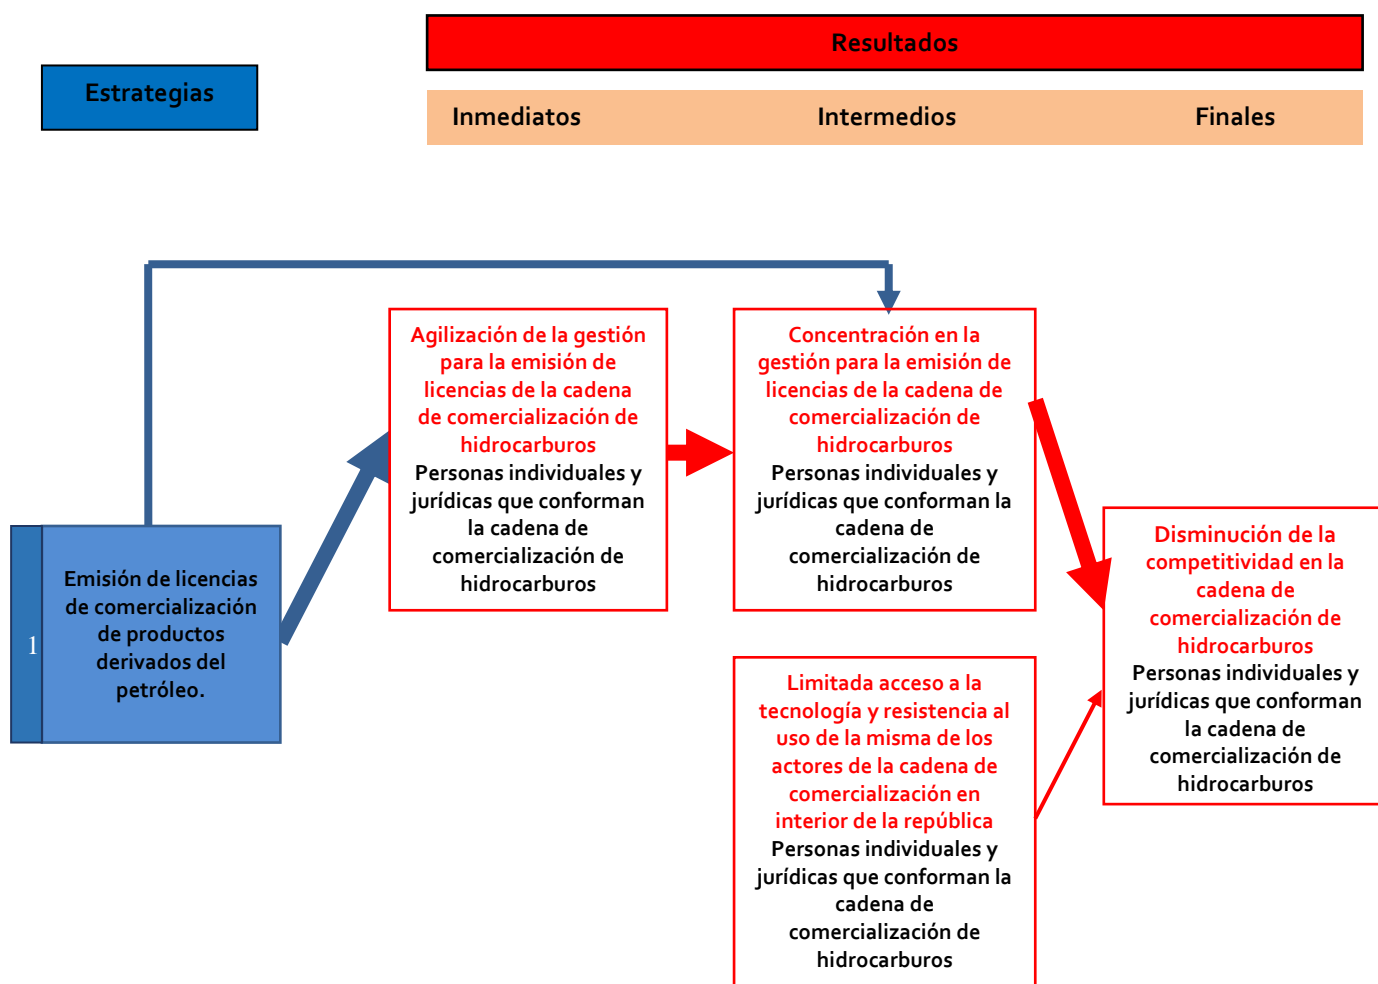 Resultados
Estrategias
Inmediatos
Intermedios
Finales
Agilización de la gestión
para la emisión de
licencias de la cadena
de comercialización de
hidrocarburos
Personas individuales y
jurídicas que conforman
la cadena de
comercialización de
hidrocarburos
Concentración en la
gestión para la emisión de
licencias de la cadena de
comercialización de
hidrocarburos
Personas individuales y
jurídicas que conforman la
cadena de
comercialización de
hidrocarburos
1
Emisión de licencias
de comercialización
de productos
derivados del
petróleo.
Disminución de la
competitividad en la
cadena de
comercialización de
hidrocarburos
Personas individuales y
jurídicas que conforman
la cadena de
comercialización de
hidrocarburos
Limitada acceso a la
tecnología y resistencia al
uso de la misma de los
actores de la cadena de
comercialización en
interior de la república
Personas individuales y
jurídicas que conforman la
cadena de
comercialización de
hidrocarburos